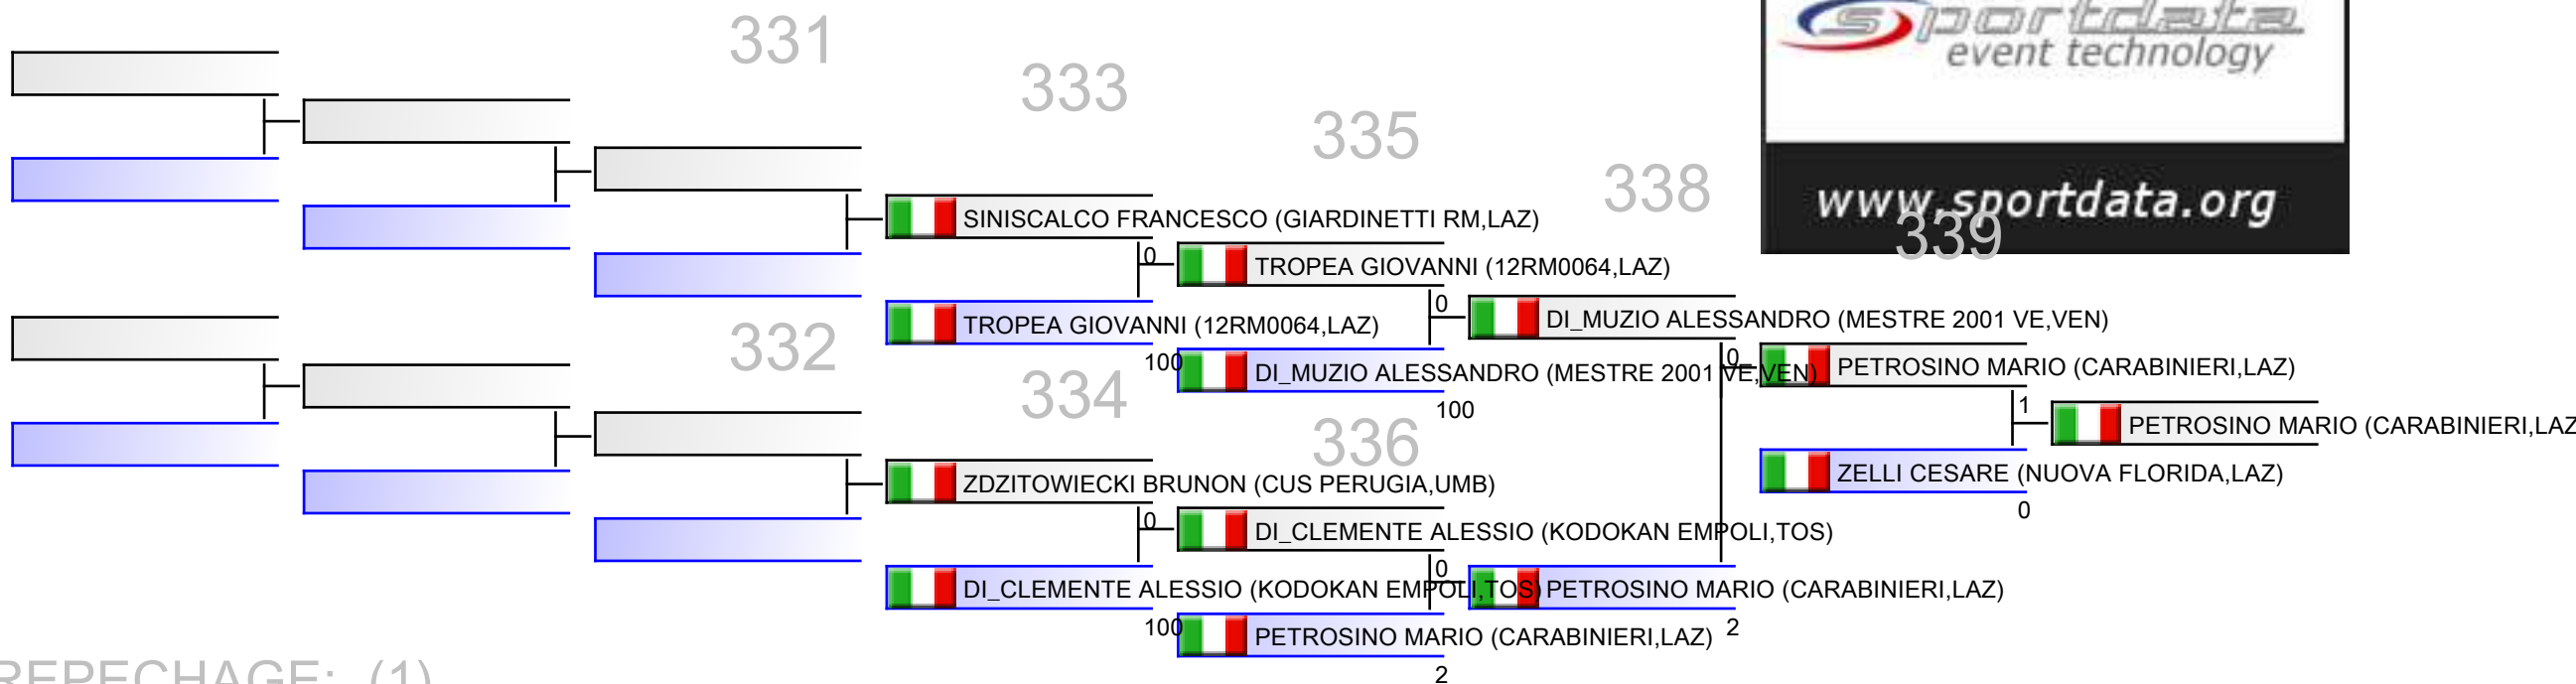 sportdata
event technology
www.sportdata.org
331
333
335
338
339
SINISCALCO FRANCESCO (GIARDINETTI RM,LAZ)
0
TROPEA GIOVANNI (12RM0064,LAZ)
0
TROPEA GIOVANNI (12RM0064,LAZ)
100
DI_MUZIO ALESSANDRO (MESTRE 2001 VE,VEN)
0
DI_MUZIO ALESSANDRO (MESTRE 2001 VE,VEN)
100
PETROSINO MARIO (CARABINIERI,LAZ)
1
PETROSINO MARIO (CARABINIERI,LAZ
ZELLI CESARE (NUOVA FLORIDA,LAZ)
0
332
334
336
ZDZITOWIECKI BRUNON (CUS PERUGIA,UMB)
0
DI_CLEMENTE ALESSIO (KODOKAN EMPOLI,TOS)
0
DI_CLEMENTE ALESSIO (KODOKAN EMPOLI,TOS)
100
PETROSINO MARIO (CARABINIERI,LAZ)
2
PETROSINO MARIO (CARABINIERI,LAZ)
2
REPECHAGE: (1)